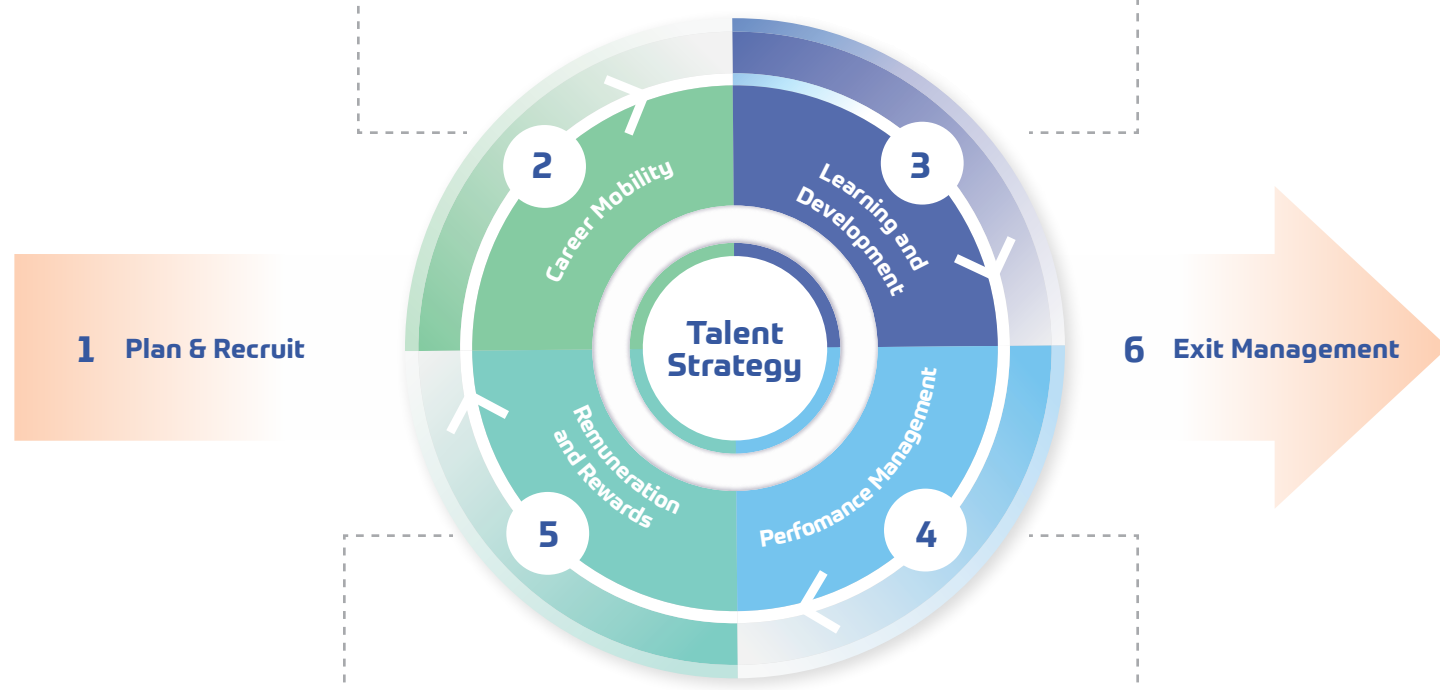 1 Plan & Recruit
2
Career Mobility
3
Learning and
Development
Talent
Strategy
4
Perfomance Management
5
Remuneration
and Rewards
6 Exit Management